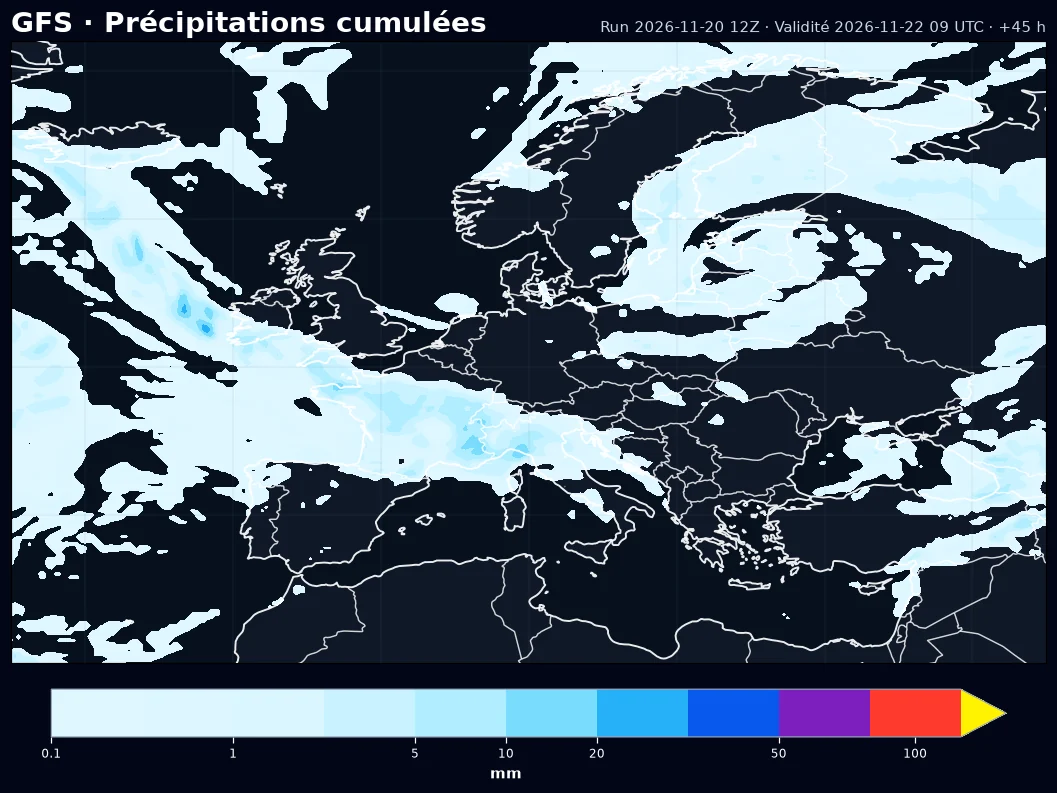 GFS · Précipitations cumulées
Run 2026-11-20 12Z · Validité 2026-11-22 09 UTC · +45 h
0.1 1 5 10 20 50 100
mm